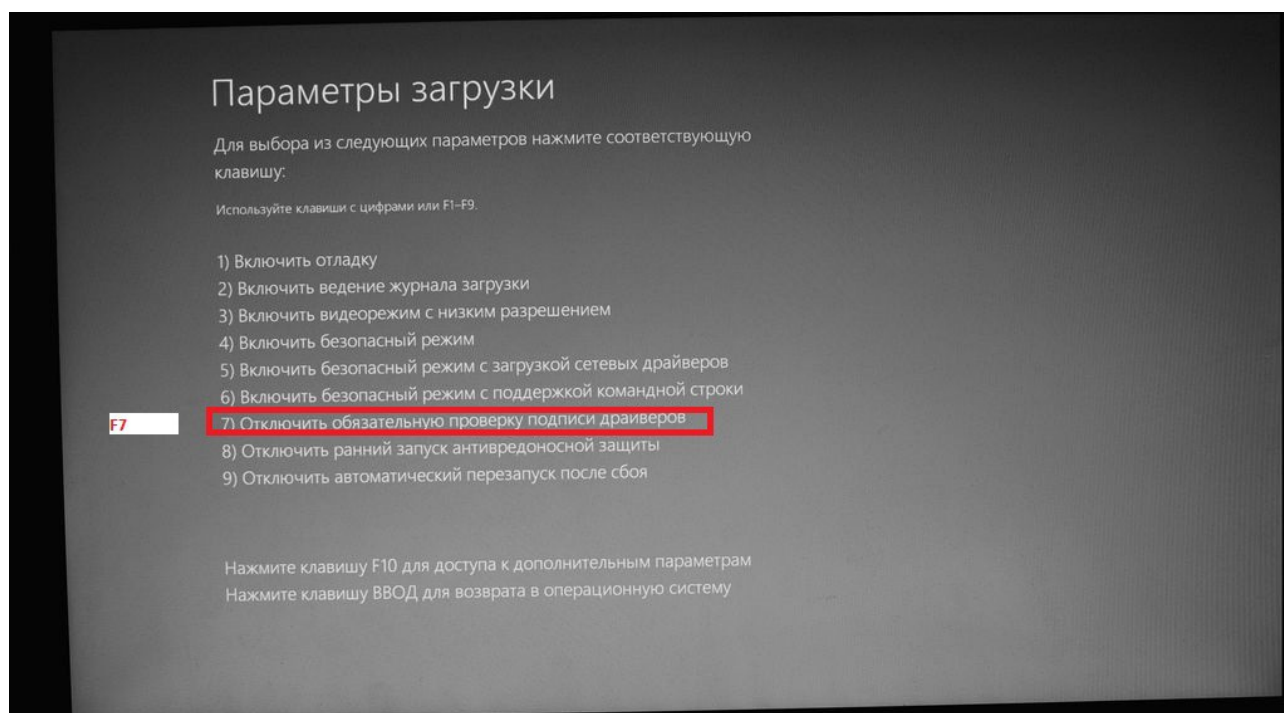 Параметры загрузки
Для выбора из следующих параметров нажмите соответствующую
клавишу:
Используйте клавиши с цифрами или F1–F9.
1) Включить отладку
2) Включить ведение журнала загрузки
3) Включить видеорежим с низким разрешением
4) Включить безопасный режим
5) Включить безопасный режим с загрузкой сетевых драйверов
6) Включить безопасный режим с поддержкой командной строки
F7 7) Отключить обязательную проверку подписи драйверов
8) Отключить ранний запуск антивредоносной защиты
9) Отключить автоматический перезапуск после сбоя
Нажмите клавишу F10 для доступа к дополнительным параметрам
Нажмите клавишу ВВОД для возврата в операционную систему